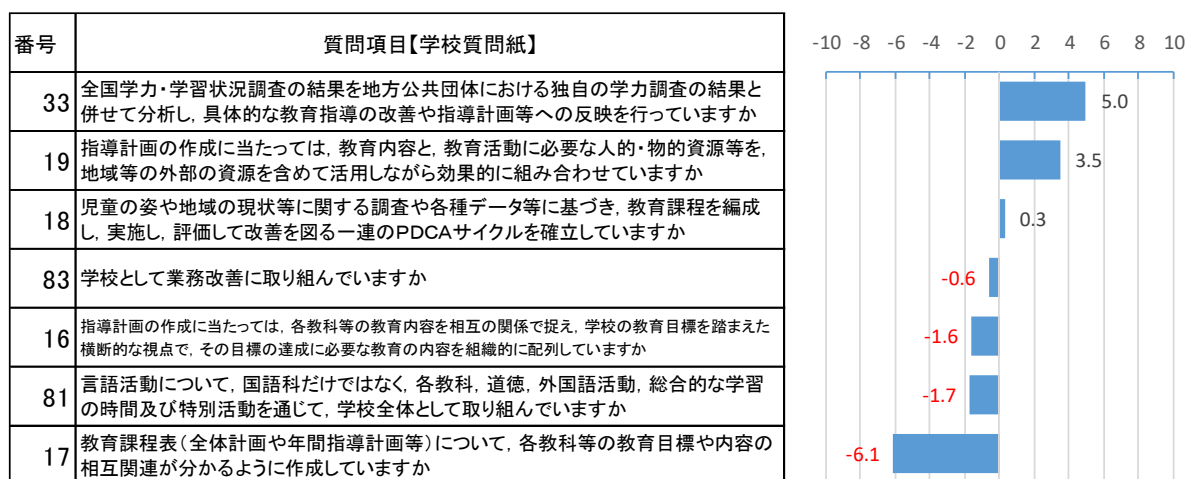 番号 質問項目【学校質問紙】
-10 -8 -6 -4 -2 0 2 4 6 8 10
33 全国学力・学習状況調査の結果を地方公共団体における独自の学力調査の結果と
併せて分析し，具体的な教育指導の改善や指導計画等への反映を行っていますか
5.0
19 指導計画の作成に当たっては，教育内容と，教育活動に必要な人的・物的資源等を，
地域等の外部の資源を含めて活用しながら効果的に組み合わせていますか
3.5
18 児童の姿や地域の現状等に関する調査や各種データ等に基づき，教育課程を編成
し，実施し，評価して改善を図る一連のPDCAサイクルを確立していますか
0.3
83 学校として業務改善に取り組んでいますか
-0.6
16 指導計画の作成に当たっては，各教科等の教育内容を相互の関係で捉え，学校の教育目標を踏まえた
横断的な視点で，その目標の達成に必要な教育の内容を組織的に配列していますか
-1.6
81 言語活動について，国語科だけではなく，各教科，道徳，外国語活動，総合的な学習
の時間及び特別活動を通じて，学校全体として取り組んでいますか
-1.7
17 教育課程表（全体計画や年間指導計画等）について，各教科等の教育目標や内容の
相互関連が分かるように作成していますか
-6.1